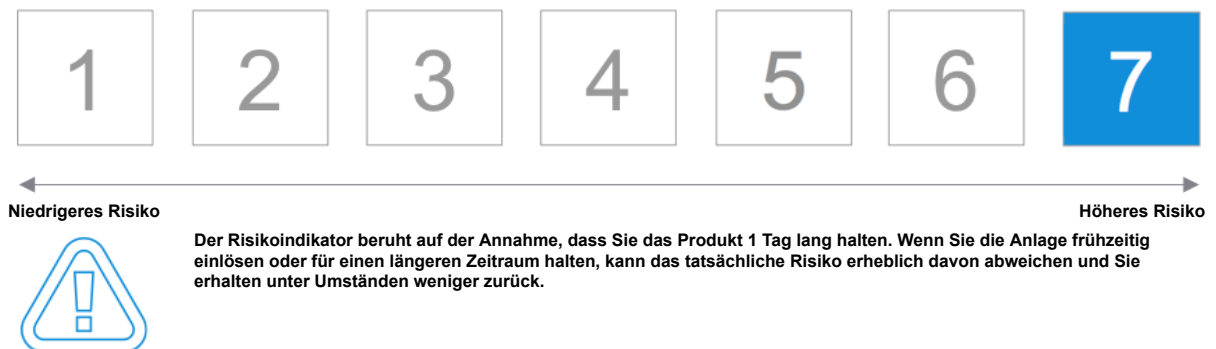 1 2 3 4 5 6 7
Niedrigeres Risiko Höheres Risiko
Der Risikoindikator beruht auf der Annahme, dass Sie das Produkt 1 Tag lang halten. Wenn Sie die Anlage frühzeitig
einlösen oder für einen längeren Zeitraum halten, kann das tatsächliche Risiko erheblich davon abweichen und Sie
erhalten unter Umständen weniger zurück.